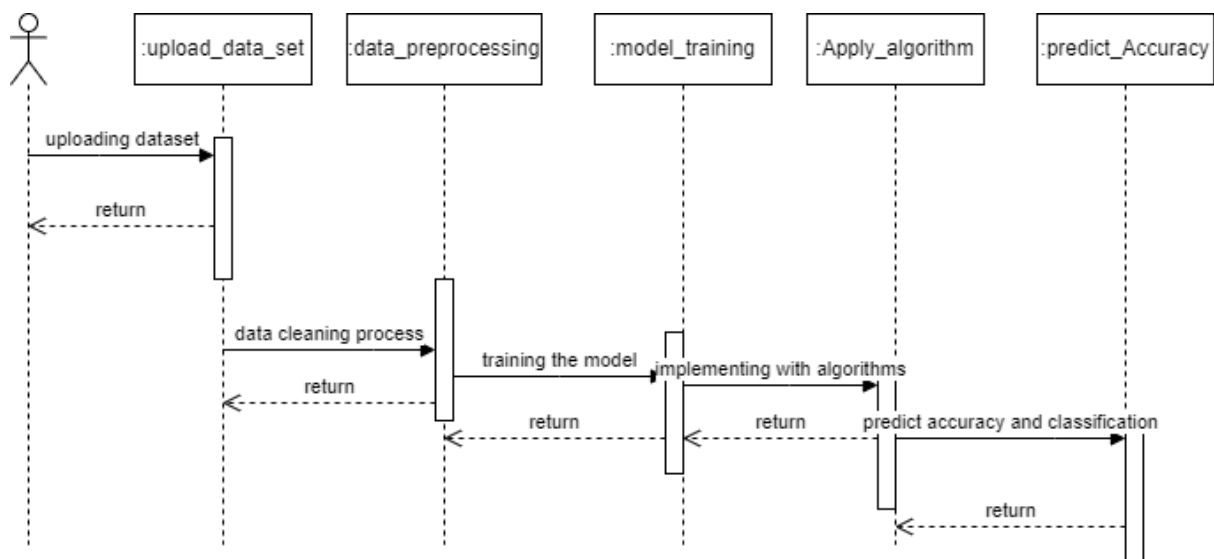 :upload_data_set
:data_preprocessing
:model_training
:Apply_algorithm
:predict_Accuracy
uploading dataset
return
data cleaning process
training the model
implementing with algorithms
return
return
return
predict accuracy and classification
return